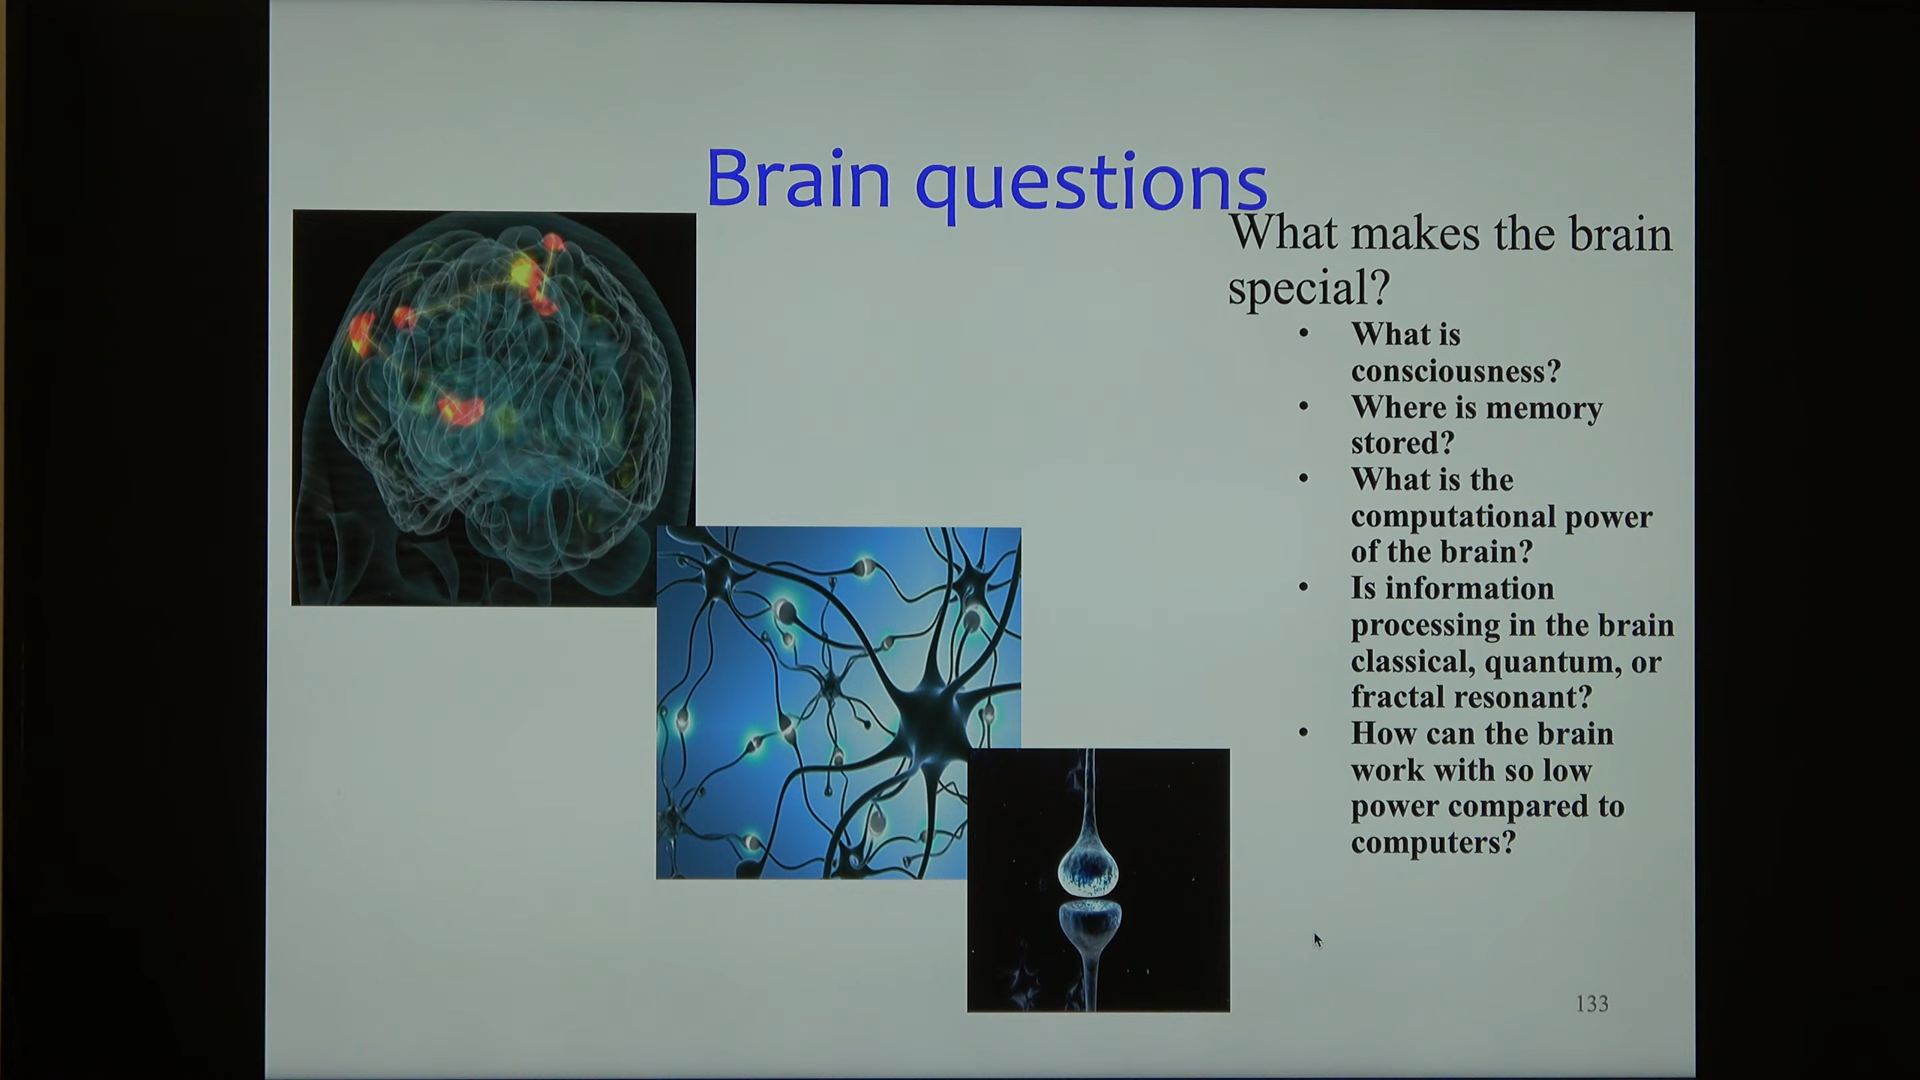 Brain questions
What makes the brain
special?
• What is
consciousness?
• Where is memory
stored?
• What is the
computational power
of the brain?
• Is information
processing in the brain
classical, quantum, or
fractal resonant?
• How can the brain
work with so low
power compared to
computers?
133